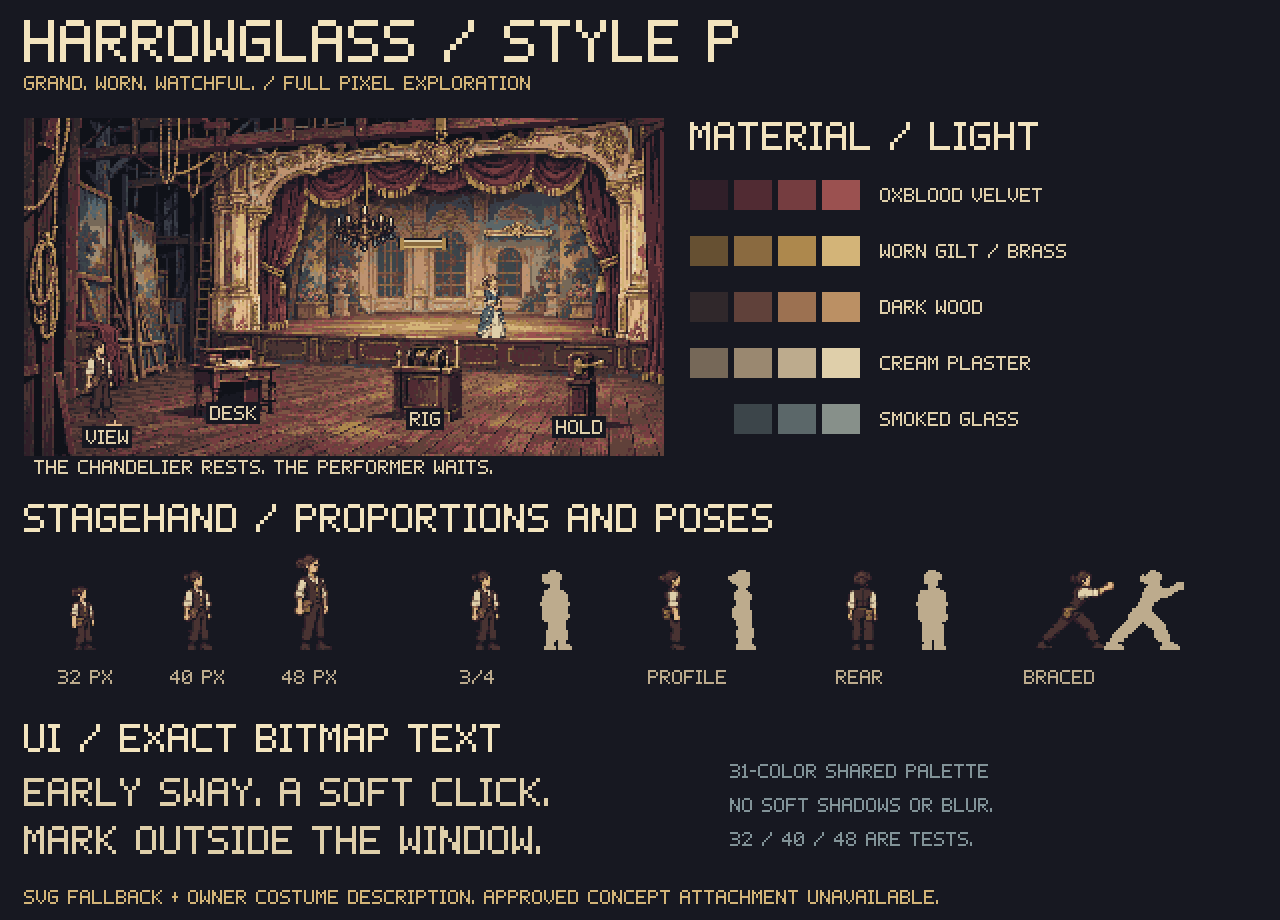 HARROWGLASS / STYLE P
GRAND. WORN. WATCHFUL. / FULL PIXEL EXPLORATION
MATERIAL / LIGHT
OXBLOOD VELVET
WORN GILT / BRASS
DARK WOOD
CREAM PLASTER
SMOKED GLASS
VIEW
DESK
RIG
HOLD
THE CHANDELIER RESTS. THE PERFORMER WAITS.
STAGEHAND / PROPORTIONS AND POSES
32 PX
40 PX
48 PX
3/4
PROFILE
REAR
BRACED
UI / EXACT BITMAP TEXT
EARLY SWAY. A SOFT CLICK.
MARK OUTSIDE THE WINDOW.
31-COLOR SHARED PALETTE
NO SOFT SHADOWS OR BLUR.
32 / 40 / 48 ARE TESTS.
SVG FALLBACK + OWNER COSTUME DESCRIPTION. APPROVED CONCEPT ATTACHMENT UNAVAILABLE.